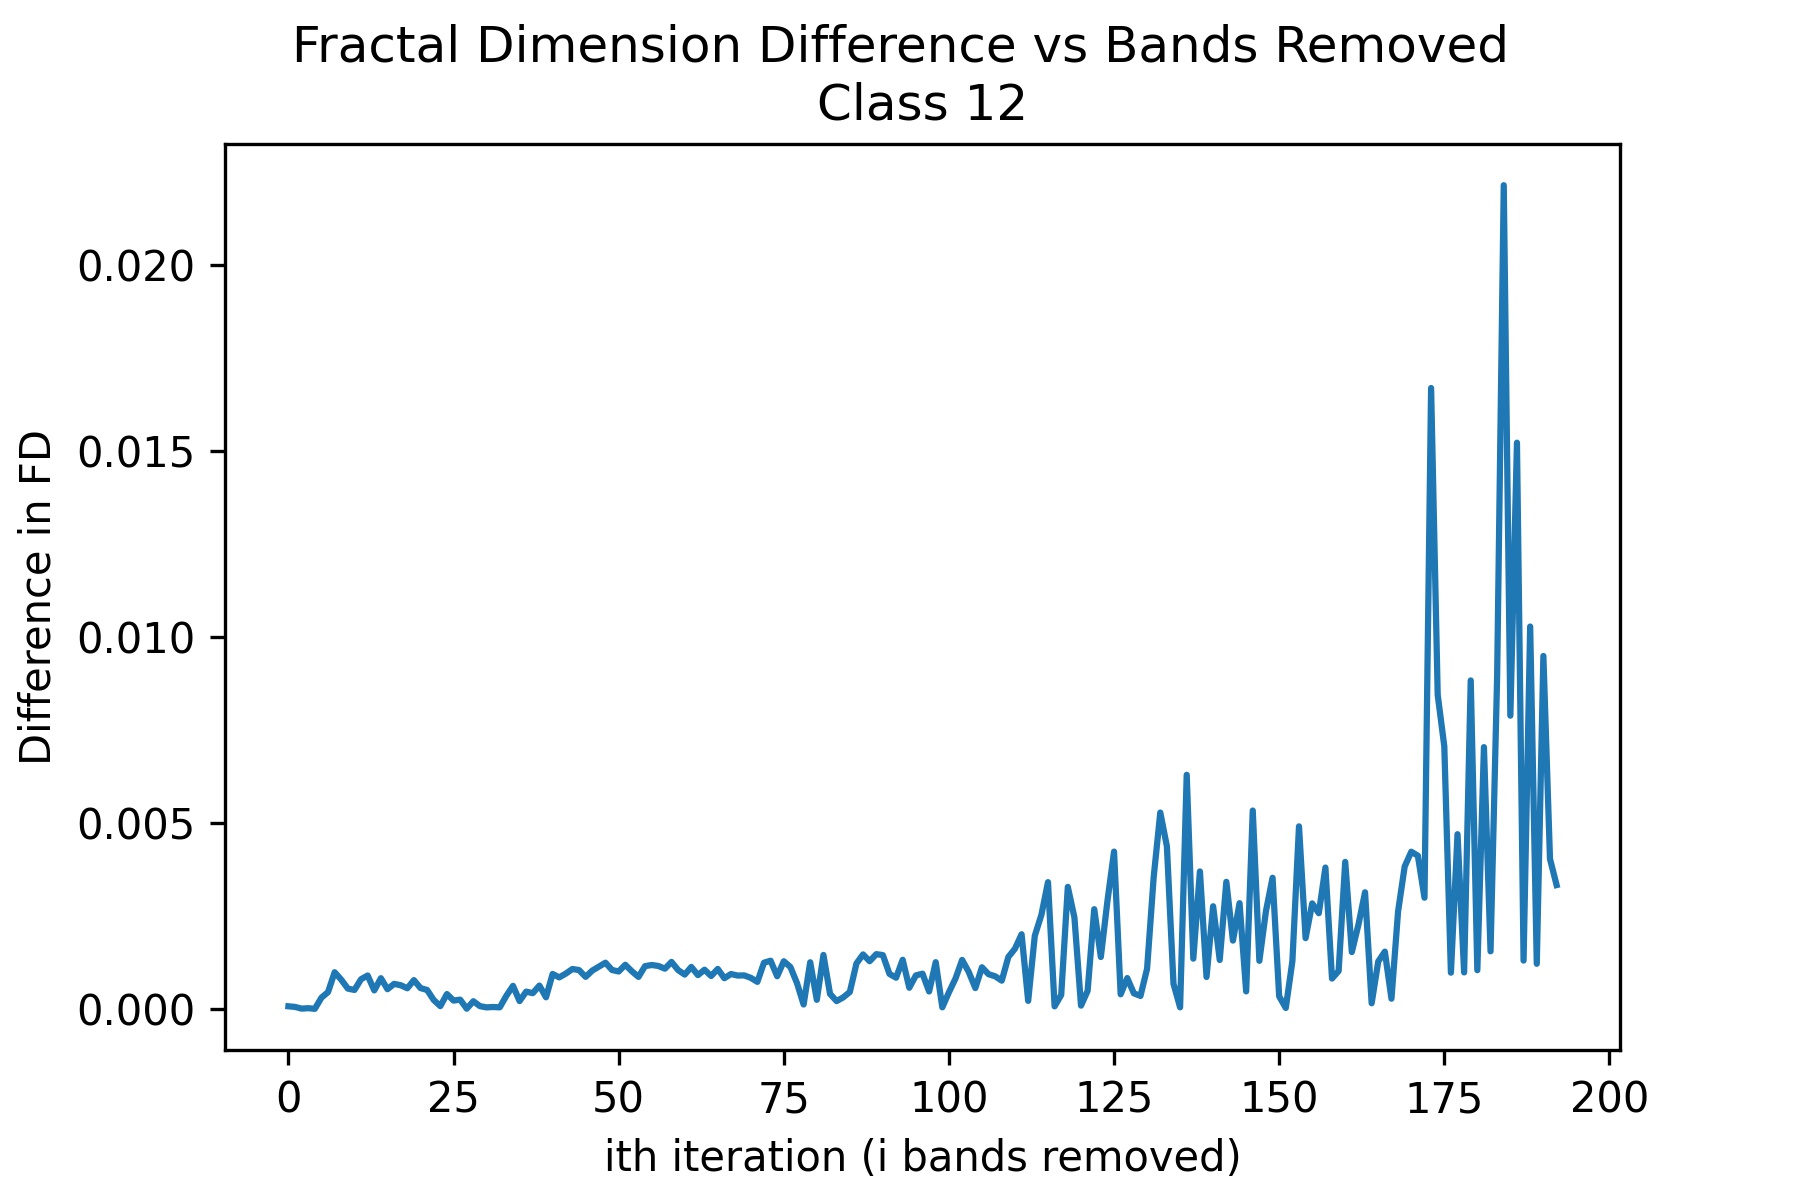 Fractal Dimension Difference vs Bands Removed
Class 12
Difference in FD
0.020
0.015
0.010
0.005
0.000
0 25 50 75 100 125 150 175 200
ith iteration (i bands removed)